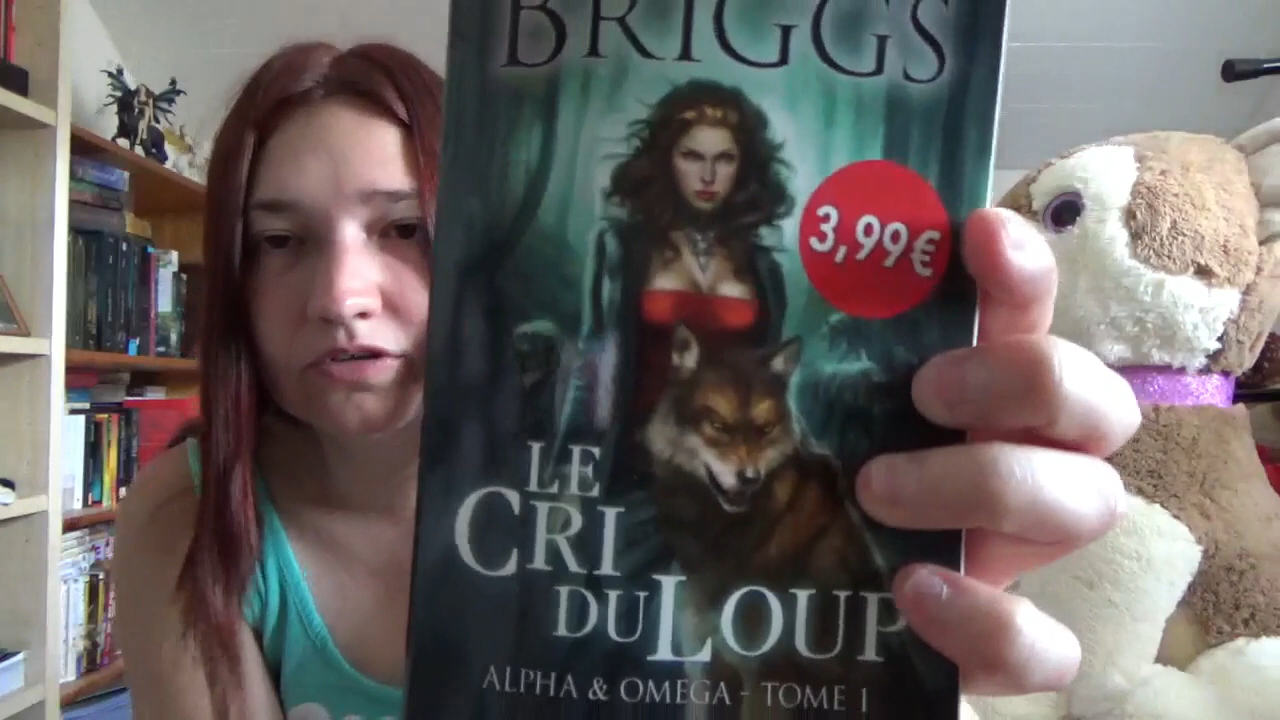 BRIGGS
3,99€
LE
CRI
DU LOUP
ALPHA & OMEGA - TOME 1